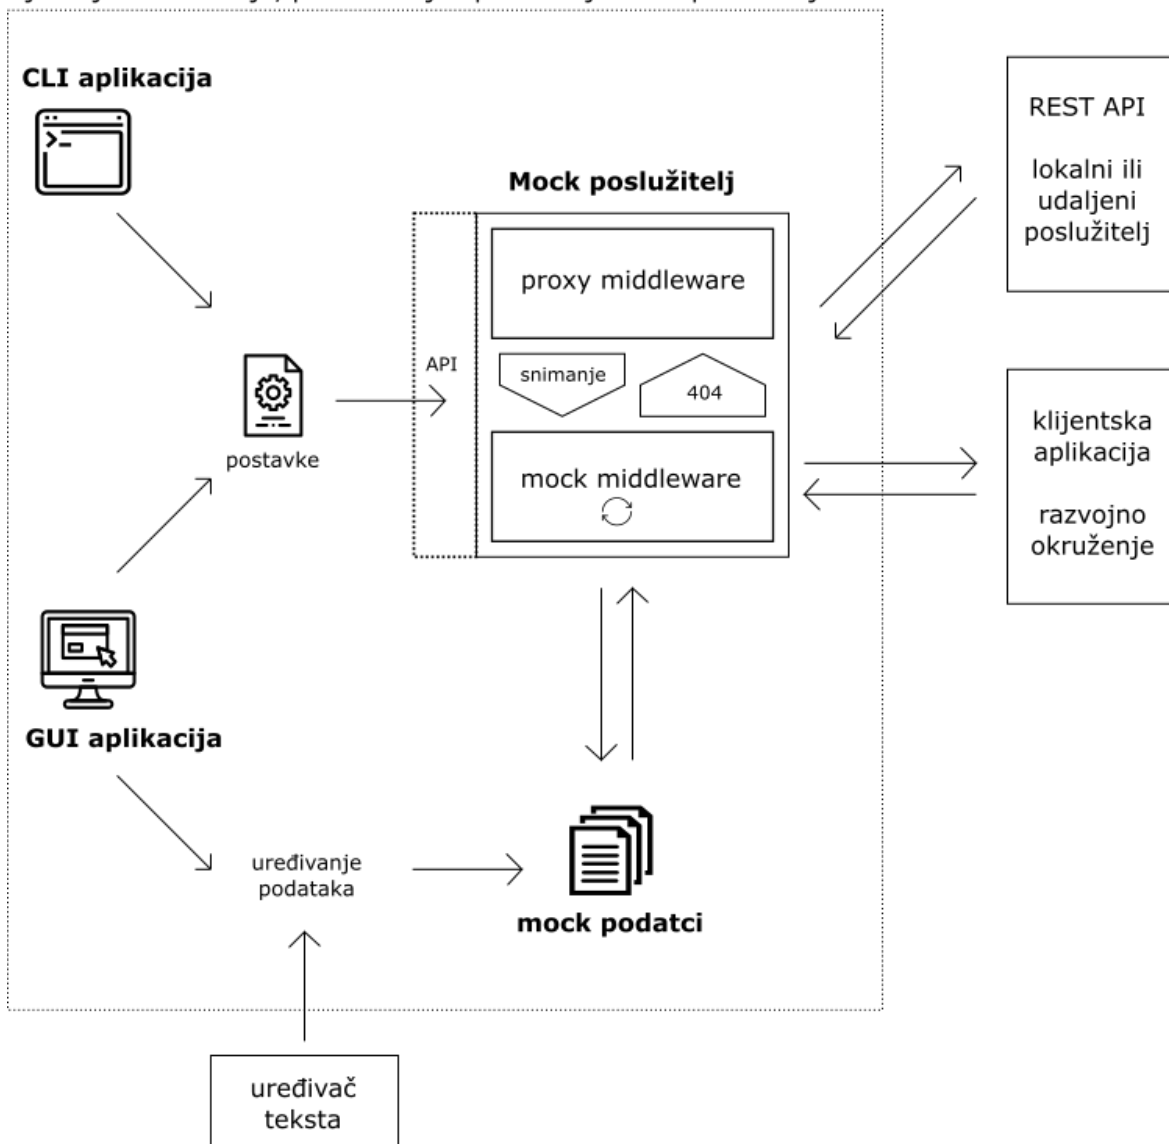 CLI aplikacija
Mock poslužitelj
proxy middleware
API
snimanje
404
mock middleware
postavke
REST API
lokalni ili
udaljeni
poslužitelj
klijentska
aplikacija
razvojno
okruženje
GUI aplikacija
uređivanje
podataka
mock podatci
uređivač
teksta